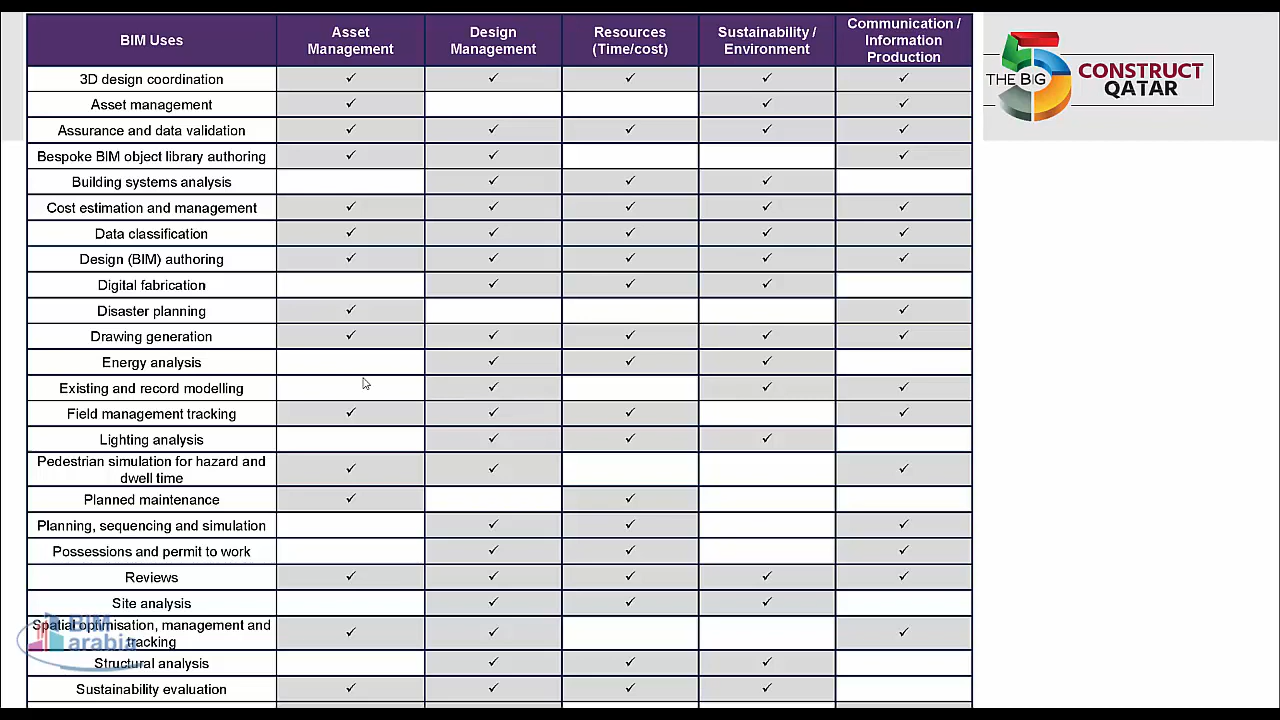 BIM Uses Asset Management Design Management Resources (Time/cost) Sustainability / Environment Communication / Information Production
3D design coordination ✓ ✓ ✓ ✓ ✓
Asset management ✓ ✓ ✓
Assurance and data validation ✓ ✓ ✓ ✓ ✓
Bespoke BIM object library authoring ✓ ✓ ✓
Building systems analysis ✓ ✓ ✓
Cost estimation and management ✓ ✓ ✓ ✓ ✓
Data classification ✓ ✓ ✓ ✓ ✓
Design (BIM) authoring ✓ ✓ ✓ ✓ ✓
Digital fabrication ✓ ✓ ✓
Disaster planning ✓ ✓
Drawing generation ✓ ✓ ✓ ✓ ✓
Energy analysis ✓ ✓ ✓
Existing and record modelling ✓ ✓ ✓
Field management tracking ✓ ✓ ✓ ✓
Lighting analysis ✓ ✓ ✓
Pedestrian simulation for hazard and
dwell time ✓ ✓ ✓
Planned maintenance ✓ ✓
Planning, sequencing and simulation ✓ ✓ ✓
Possessions and permit to work ✓ ✓ ✓
Reviews ✓ ✓ ✓ ✓ ✓
Site analysis ✓ ✓ ✓
Spatial optimisation, management and
tracking ✓ ✓ ✓
Structural analysis ✓ ✓ ✓
Sustainability evaluation ✓ ✓ ✓ ✓
THE BIG 5 CONSTRUCT
QATAR
BIM
arabia